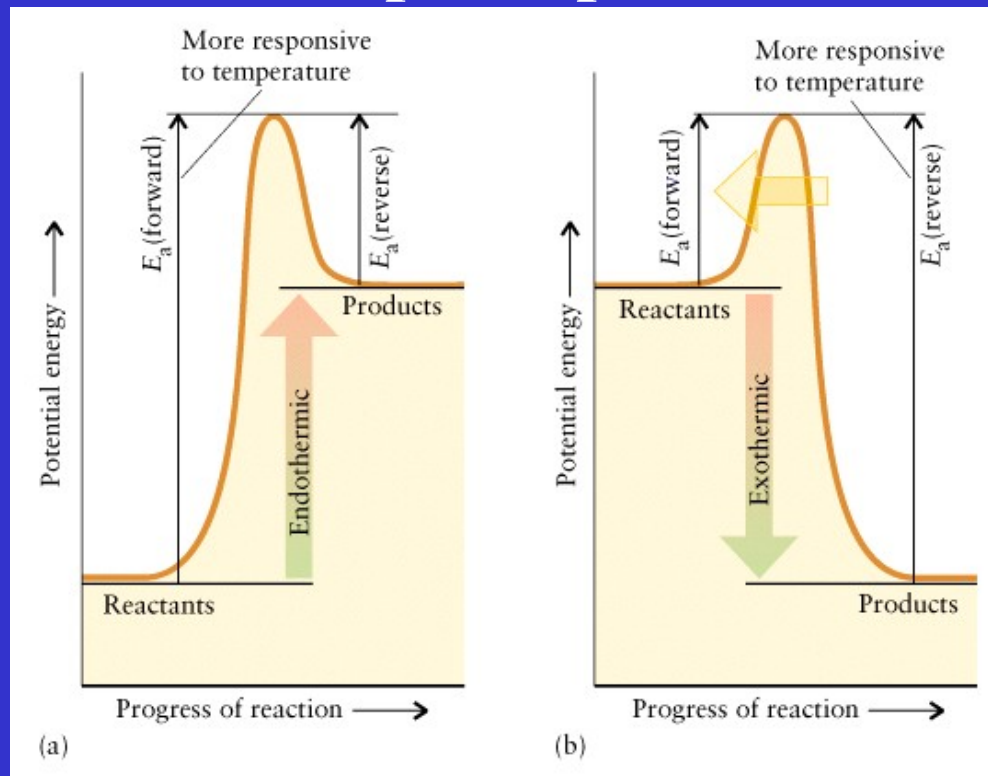 More responsive
to temperature
Eₐ(forward)
Eₐ(reverse)
Potential energy
Products
Endothermic
Reactants
Progress of reaction
(a)
More responsive
to temperature
Eₐ(forward)
Eₐ(reverse)
Potential energy
Reactants
Exothermic
Products
Progress of reaction
(b)